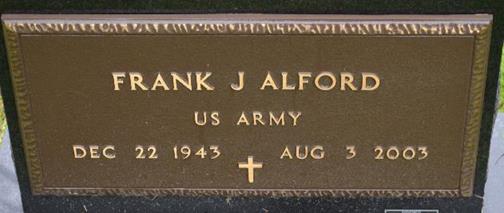 FRANK J ALFORD
US ARMY
DEC 22 1943 AUG 3 2003